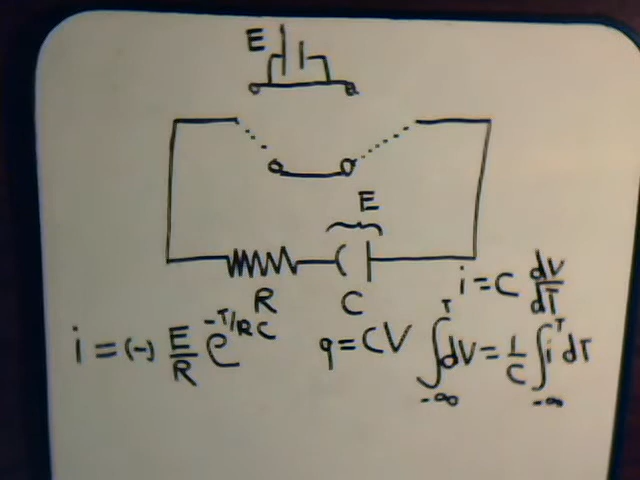 E
E
R C
i = C dV/dT
i = (-) E/R e^-T/RC
q = CV
∫_-∞^T dV = 1/C ∫_-∞^T i dT